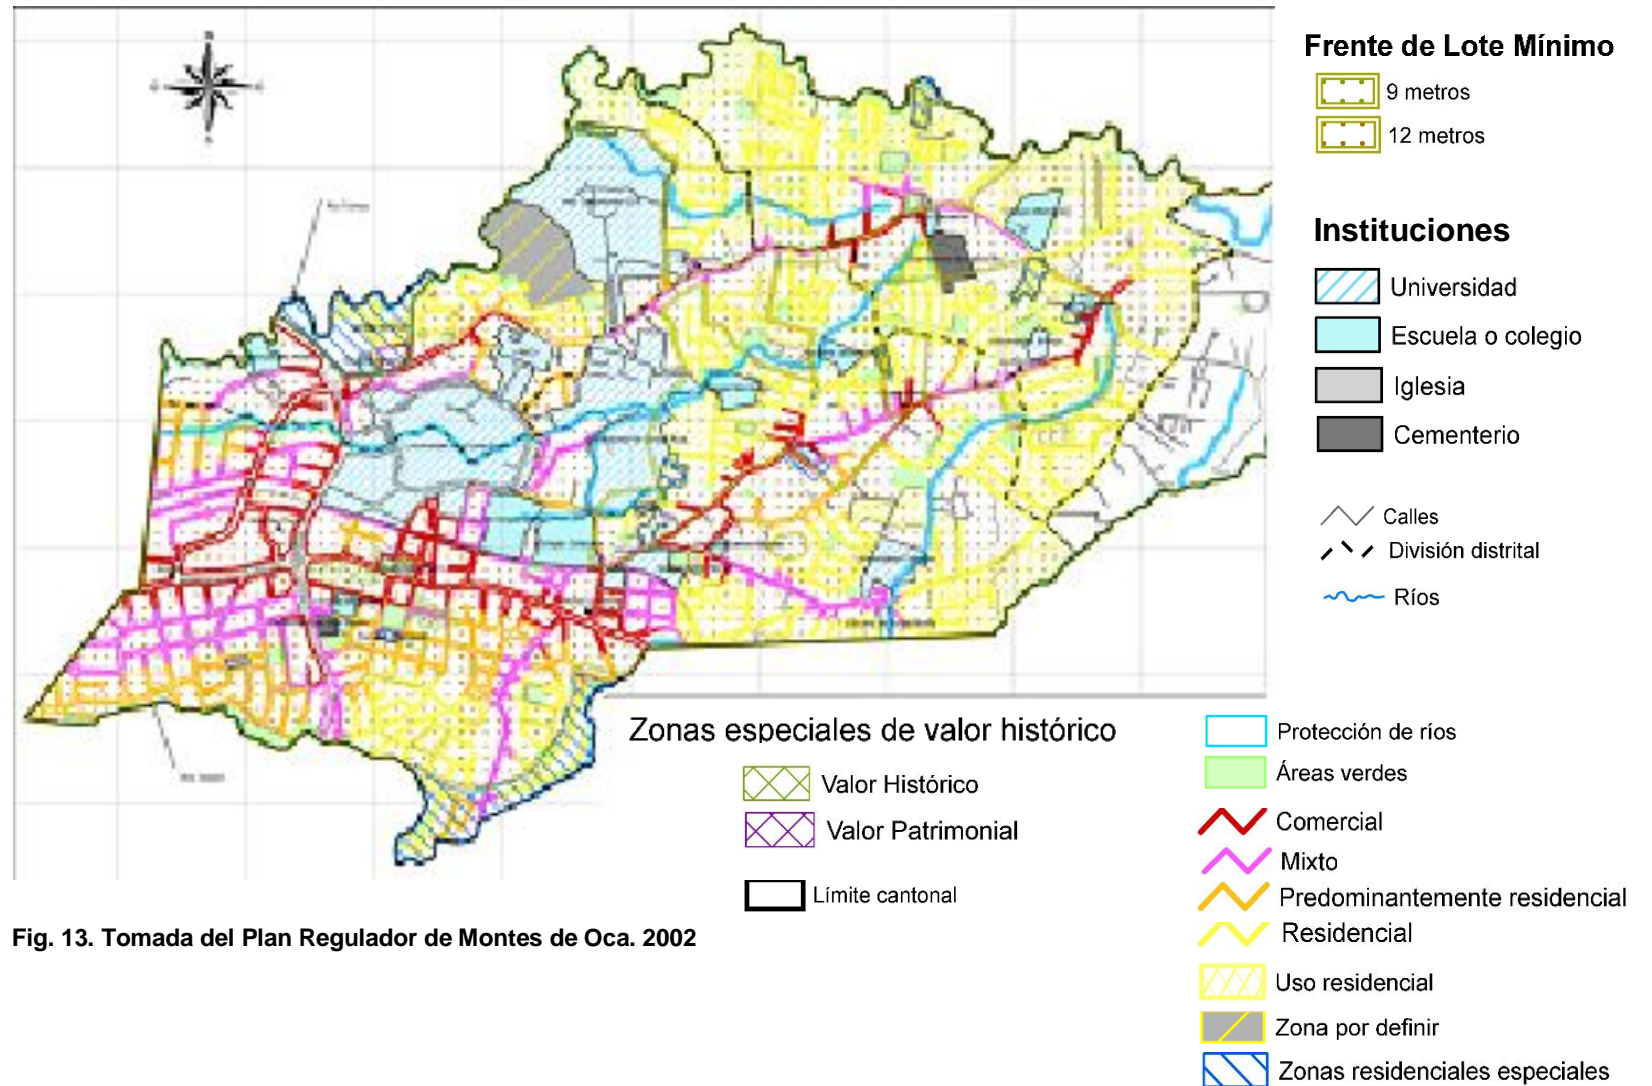 Frente de Lote Mínimo
9 metros
12 metros
Instituciones
Universidad
Escuela o colegio
Iglesia
Cementerio
Calles
División distrital
Ríos
Zonas especiales de valor histórico
Valor Histórico
Valor Patrimonial
Límite cantonal
Protección de ríos
Áreas verdes
Comercial
Mixto
Predominantemente residencial
Residencial
Uso residencial
Zona por definir
Zonas residenciales especiales
Fig. 13. Tomada del Plan Regulador de Montes de Oca. 2002